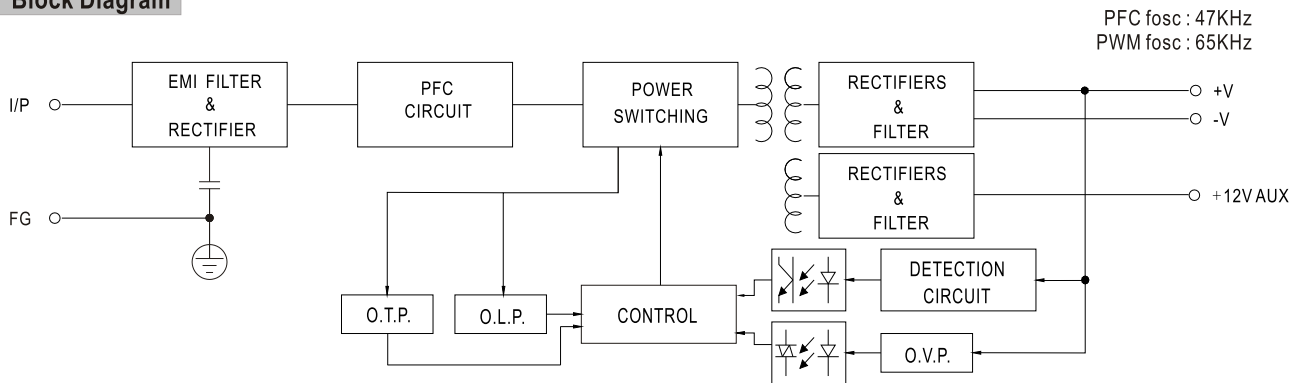 Block Diagram
PFC fosc : 47KHz
PWM fosc : 65KHz
I/P
EMI FILTER
&
RECTIFIER
PFC
CIRCUIT
POWER
SWITCHING
RECTIFIERS
&
FILTER
+V
-V
RECTIFIERS
&
FILTER
+12V AUX
FG
DETECTION
CIRCUIT
O.T.P.
O.L.P.
CONTROL
O.V.P.